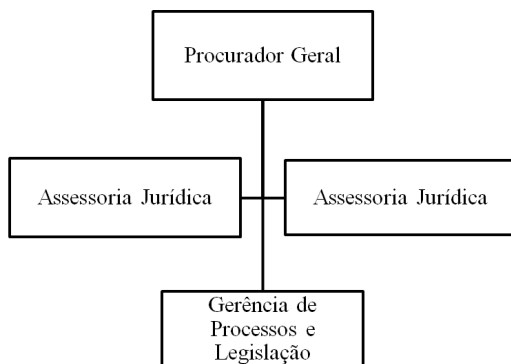 Procurador Geral
Assessoria Jurídica
Assessoria Jurídica
Gerência de
Processos e
Legislação